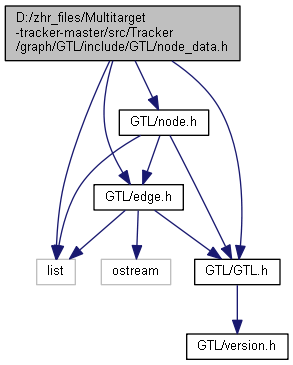 D:/zhr_files/Multitarget
-tracker-master/src/Tracker
/graph/GTL/include/GTL/node_data.h
GTL/node.h
GTL/edge.h
list
ostream
GTL/GTL.h
GTL/version.h